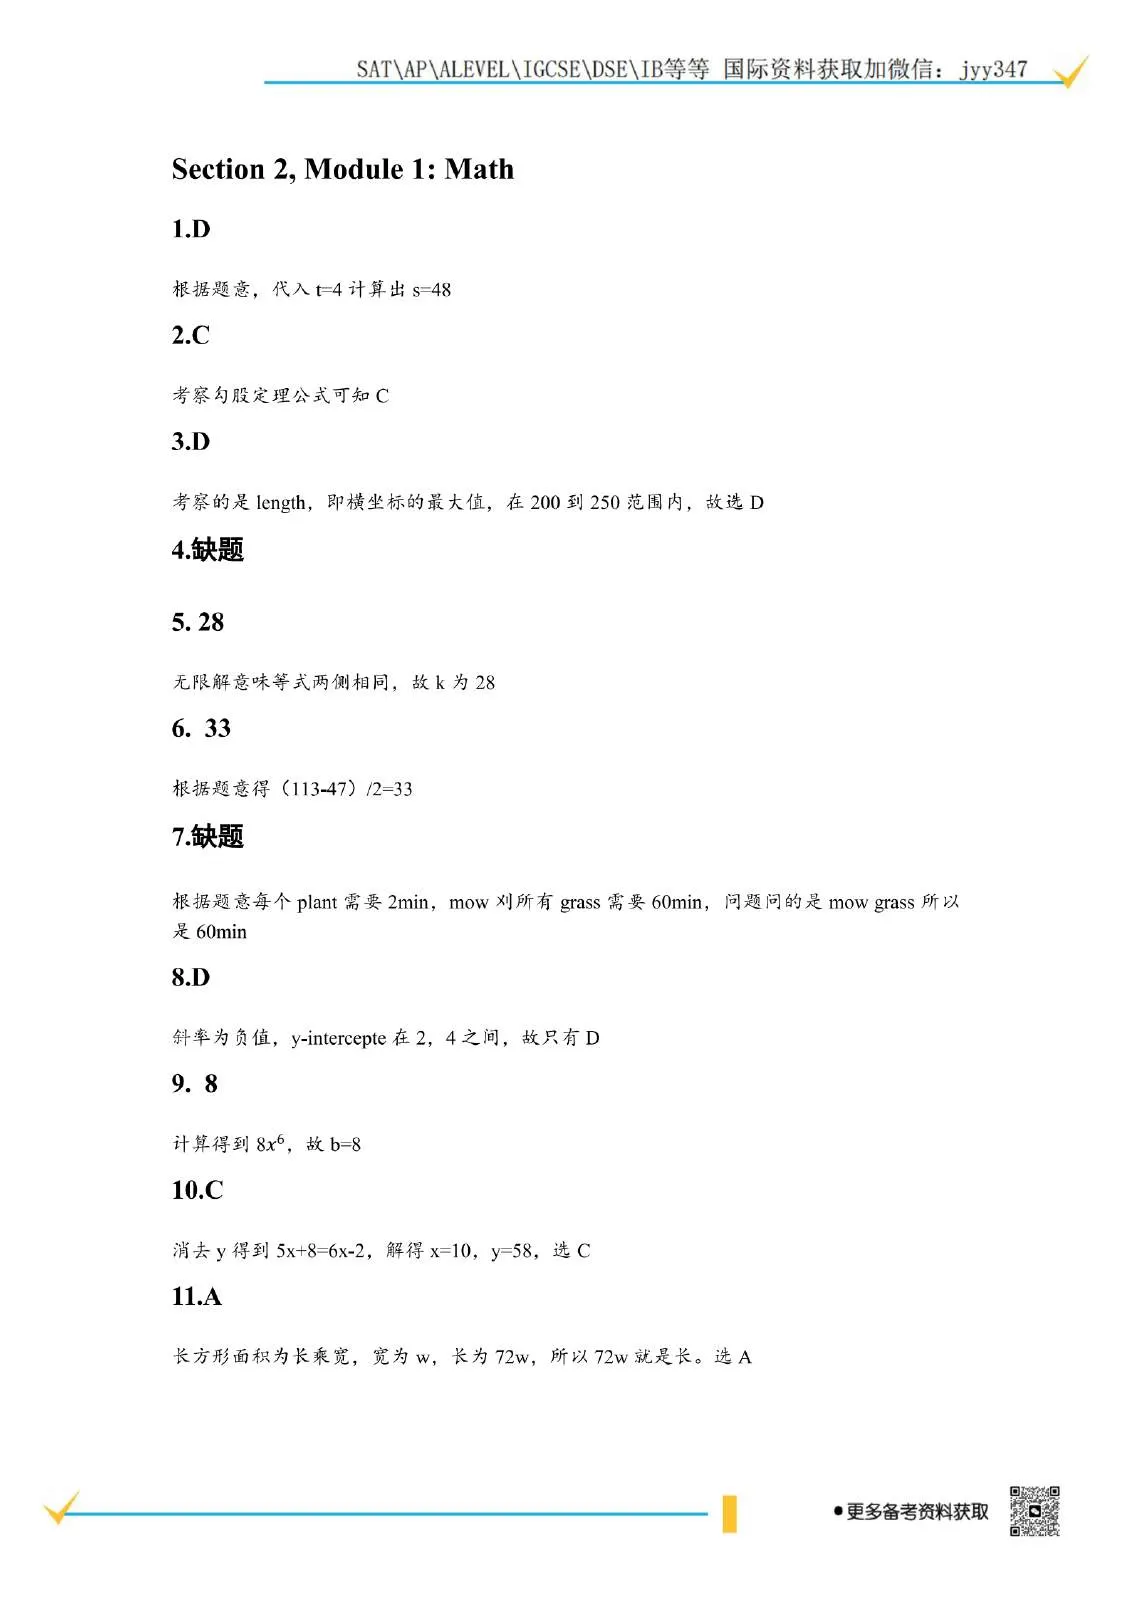 SAT\AP\ALEVEL\IGCSE\DSE\IB等等 国际资料获取加微信：jyy347
Section 2, Module 1: Math
1.D
根据题意，代入 t=4 计算出 s=48
2.C
考察勾股定理公式可知 C
3.D
考察的是 length，即横坐标的最大值，在 200 到 250 范围内，故选 D
4.缺题
5. 28
无限解意味等式两侧相同，故 k 为 28
6. 33
根据题意得（113-47）/2=33
7.缺题
根据题意每个 plant 需要 2min，mow 刈所有 grass 需要 60min，问题问的是 mow grass 所以
是 60min
8.D
斜率为负值，y-intercepte 在 2，4 之间，故只有 D
9. 8
计算得到 8x⁶，故 b=8
10.C
消去 y 得到 5x+8=6x-2，解得 x=10，y=58，选 C
11.A
长方形面积为长乘宽，宽为 w，长为 72w，所以 72w 就是长。选 A
●更多备考资料获取